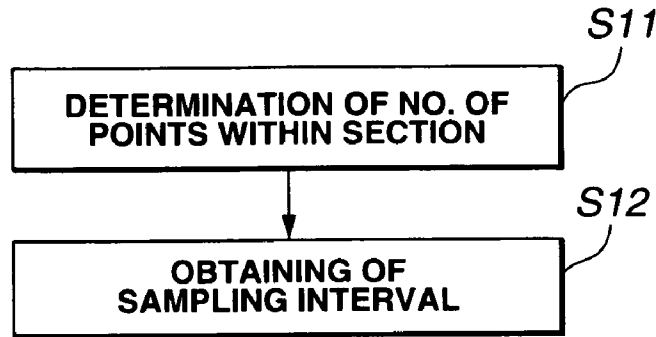 S11
DETERMINATION OF NO. OF
POINTS WITHIN SECTION
S12
OBTAINING OF
SAMPLING INTERVAL